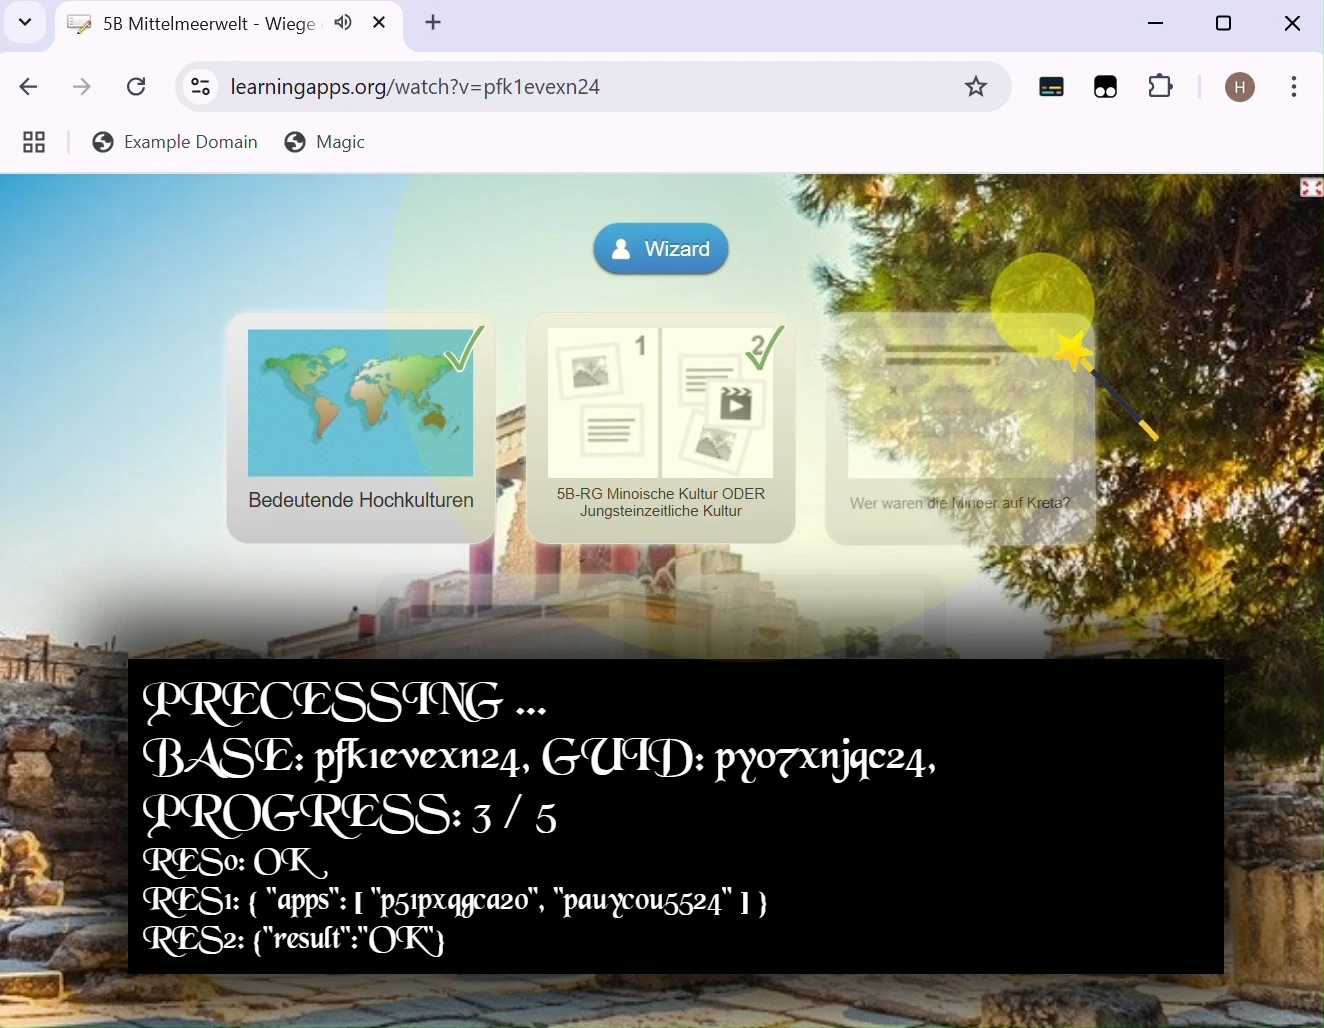 5B Mittelmeerwelt - Wiege
learningapps.org/watch?v=pfk1evexn24
H
Example Domain
Magic
Wizard
1
2
Bedeutende Hochkulturen
5B-RG Minoische Kultur ODER
Jungsteinzeitliche Kultur
Wer waren die Minoer auf Kreta?
PRECESSING ...
BASE: pfk1evexn24, GUID: pyo7xnjqc24,
PROGRESS: 3 / 5
RES0: OK
RES1: { "apps": [ "p51pxqgca20", "pauycou5524" ] }
RES2: {"result":"OK"}